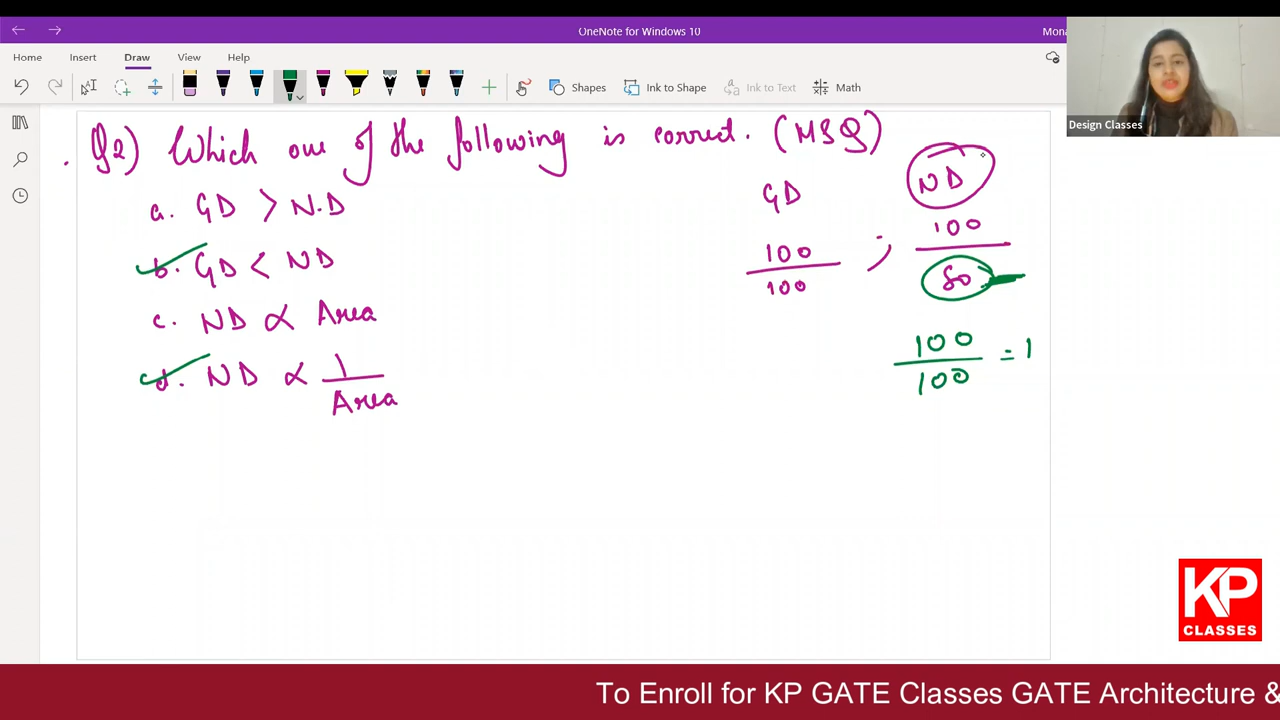 OneNote for Windows 10
Mona
Home Insert Draw View Help
Shapes Ink to Shape Ink to Text Math
Design Classes
Q2) Which one of the following is correct. (MSQ)
a. GD > N.D
b. GD < ND
c. ND ∝ Area
d. ND ∝ 1/Area
GD ND
100/100 ; 100/80
100/100 = 1
KP
CLASSES
To Enroll for KP GATE Classes GATE Architecture &